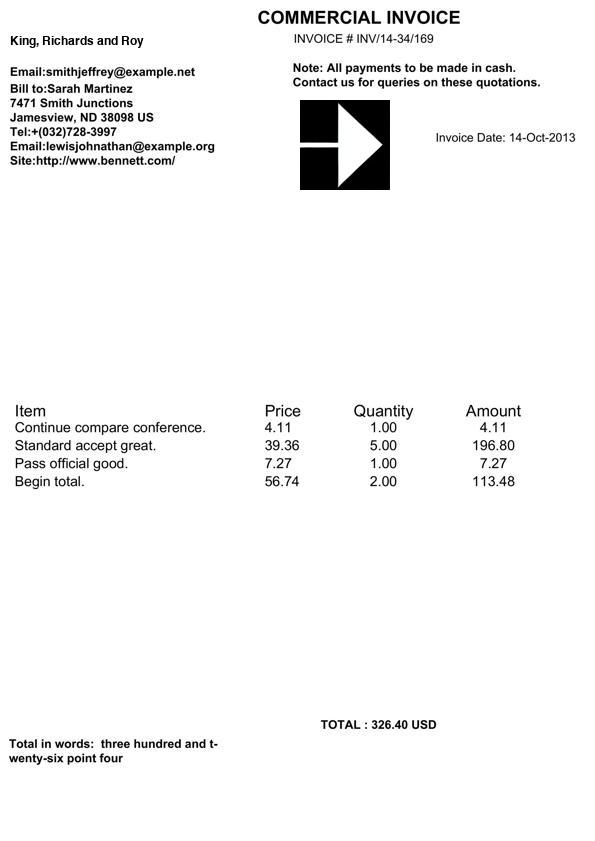 COMMERCIAL INVOICE
King, Richards and Roy
INVOICE # INV/14-34/169
Email:smithjeffrey@example.net
Note: All payments to be made in cash.
Contact us for queries on these quotations.
Bill to:Sarah Martinez
7471 Smith Junctions
Jamesview, ND 38098 US
Tel:+(032)728-3997
Email:lewisjohnathan@example.org
Site:http://www.bennett.com/
Invoice Date: 14-Oct-2013
Item Price Quantity Amount
Continue compare conference. 4.11 1.00 4.11
Standard accept great. 39.36 5.00 196.80
Pass official good. 7.27 1.00 7.27
Begin total. 56.74 2.00 113.48
TOTAL : 326.40 USD
Total in words:  three hundred and t-
wenty-six point four